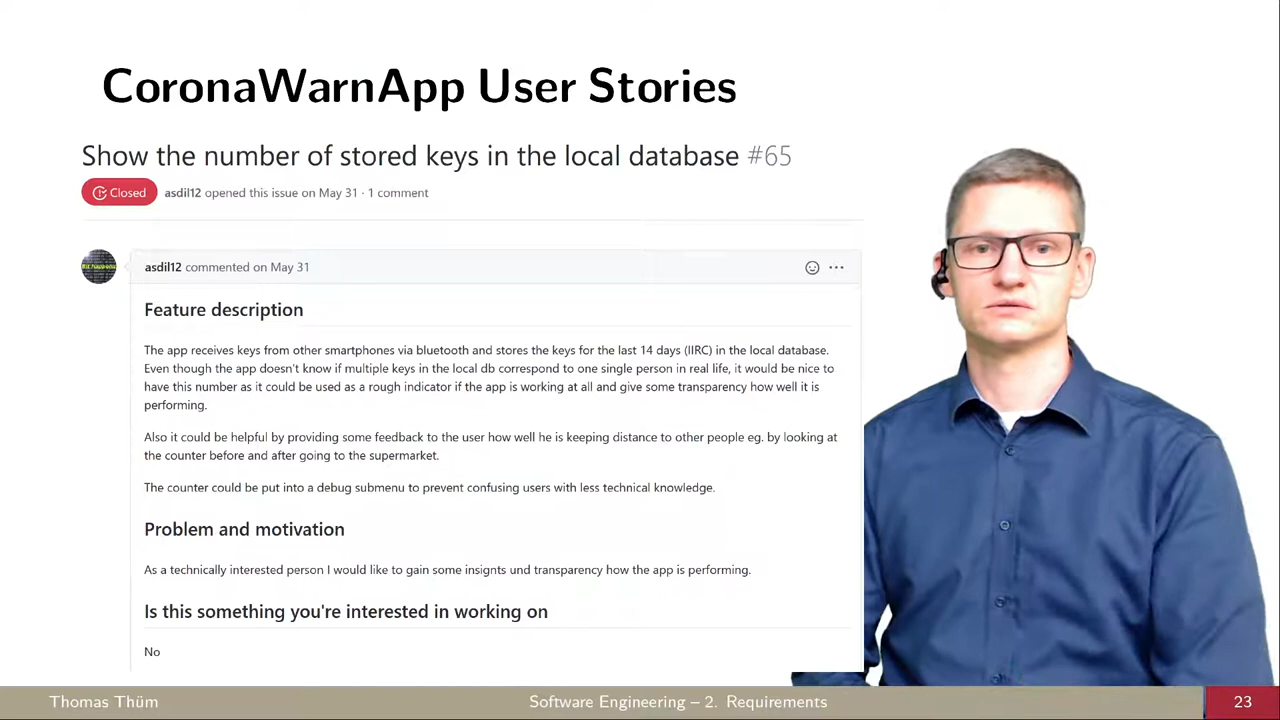 CoronaWarnApp User Stories
Show the number of stored keys in the local database #65
Closed asdil12 opened this issue on May 31 · 1 comment
asdil12 commented on May 31
Feature description
The app receives keys from other smartphones via bluetooth and stores the keys for the last 14 days (IIRC) in the local database.
Even though the app doesn't know if multiple keys in the local db correspond to one single person in real life, it would be nice to
have this number as it could be used as a rough indicator if the app is working at all and give some transparency how well it is
performing.
Also it could be helpful by providing some feedback to the user how well he is keeping distance to other people eg. by looking at
the counter before and after going to the supermarket.
The counter could be put into a debug submenu to prevent confusing users with less technical knowledge.
Problem and motivation
As a technically interested person I would like to gain some insignts und transparency how the app is performing.
Is this something you're interested in working on
No
Thomas Thüm
Software Engineering – 2. Requirements
23